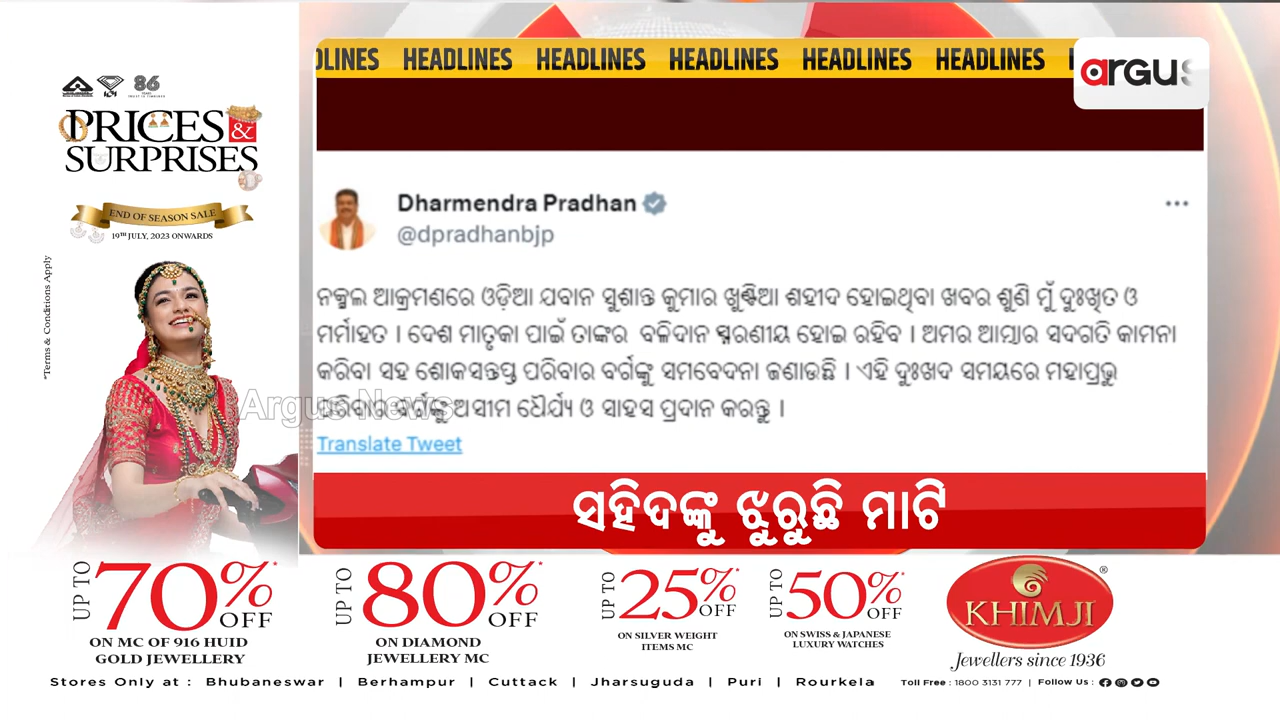 86
PRICES &
SURPRISES
END OF SEASON SALE
19TH JULY, 2023 ONWARDS
*Terms & Conditions Apply
HEADLINES HEADLINES HEADLINES HEADLINES HEADLINES
argus
Dharmendra Pradhan
@dpradhanbjp
ନକ୍ସଲ ଆକ୍ରମଣରେ ଓଡ଼ିଆ ଯବାନ ସୁଶାନ୍ତ କୁମାର ଖୁଣ୍ଟିଆ ଶହୀଦ ହୋଇଥିବା ଖବର ଶୁଣି ମୁଁ ଦୁଃଖିତ ଓ
ମର୍ମାହତ । ଦେଶ ମାତୃକା ପାଇଁ ତାଙ୍କର ବଳିଦାନ ସ୍ମରଣୀୟ ହୋଇ ରହିବ । ଅମର ଆତ୍ମାର ସଦଗତି କାମନା
କରିବା ସହ ଶୋକସନ୍ତପ୍ତ ପରିବାର ବର୍ଗଙ୍କୁ ସମବେଦନା ଜଣାଉଛି । ଏହି ଦୁଃଖଦ ସମୟରେ ମହାପ୍ରଭୁ
ପରିବାର ବର୍ଗଙ୍କୁ ଅସୀମ ଧୈର୍ଯ୍ୟ ଓ ସାହସ ପ୍ରଦାନ କରନ୍ତୁ ।
Argus News
Translate Tweet
ସହିଦଙ୍କୁ ଝୁରୁଛି ମାଟି
UP TO 70%* OFF
ON MC OF 916 HUID
GOLD JEWELLERY
UP TO 80%* OFF
ON DIAMOND
JEWELLERY MC
UP TO 25%* OFF
ON SILVER WEIGHT
ITEMS MC
UP TO 50%* OFF
ON SWISS & JAPANESE
LUXURY WATCHES
KHIMJI®
Jewellers since 1936
Stores Only at : Bhubaneswar | Berhampur | Cuttack | Jharsuguda | Puri | Rourkela
Toll Free : 1800 3131 777 | Follow Us :